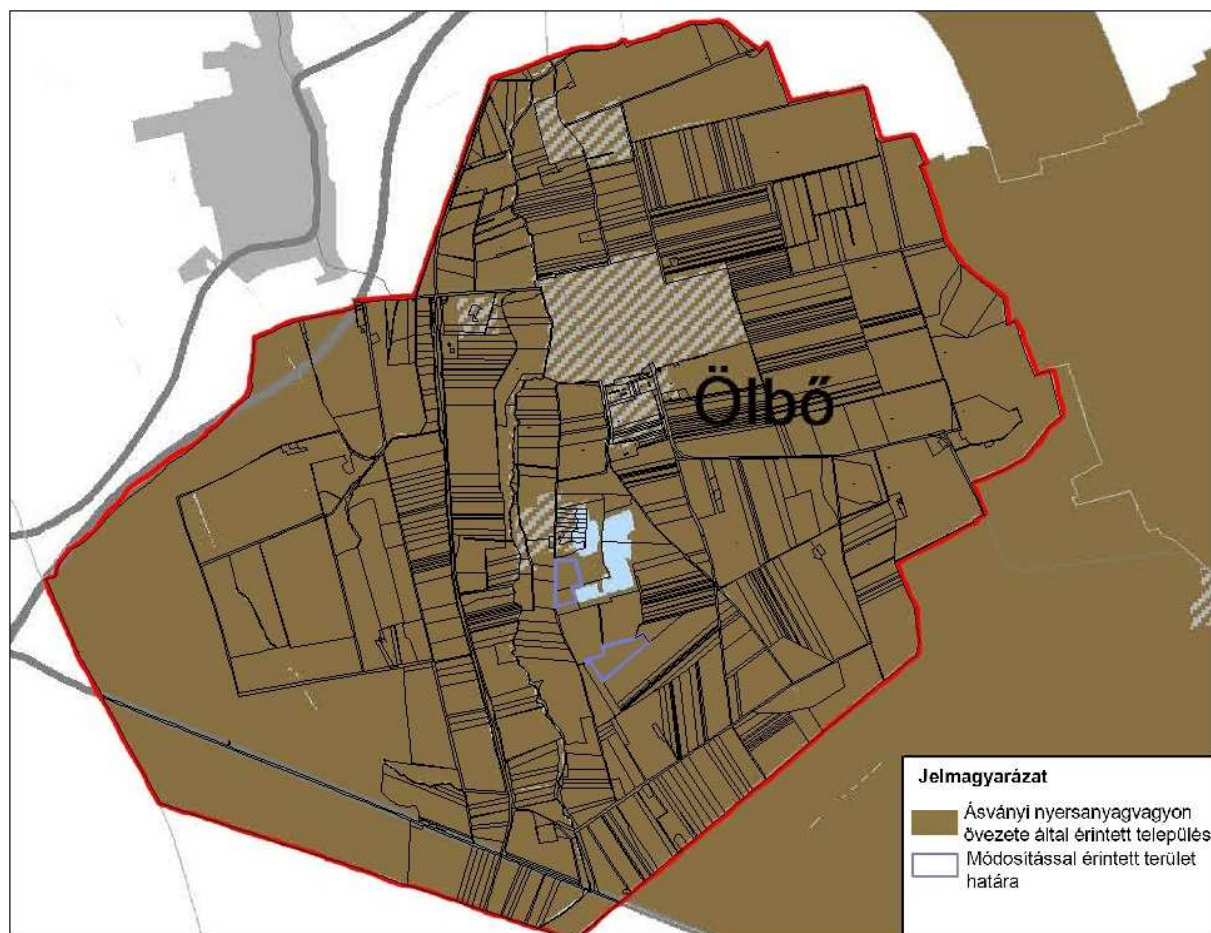 Ölbő
Jelmagyarázat
Ásványi nyersanyagvagyon
övezete által érintett település
Módosítással érintett terület
határa